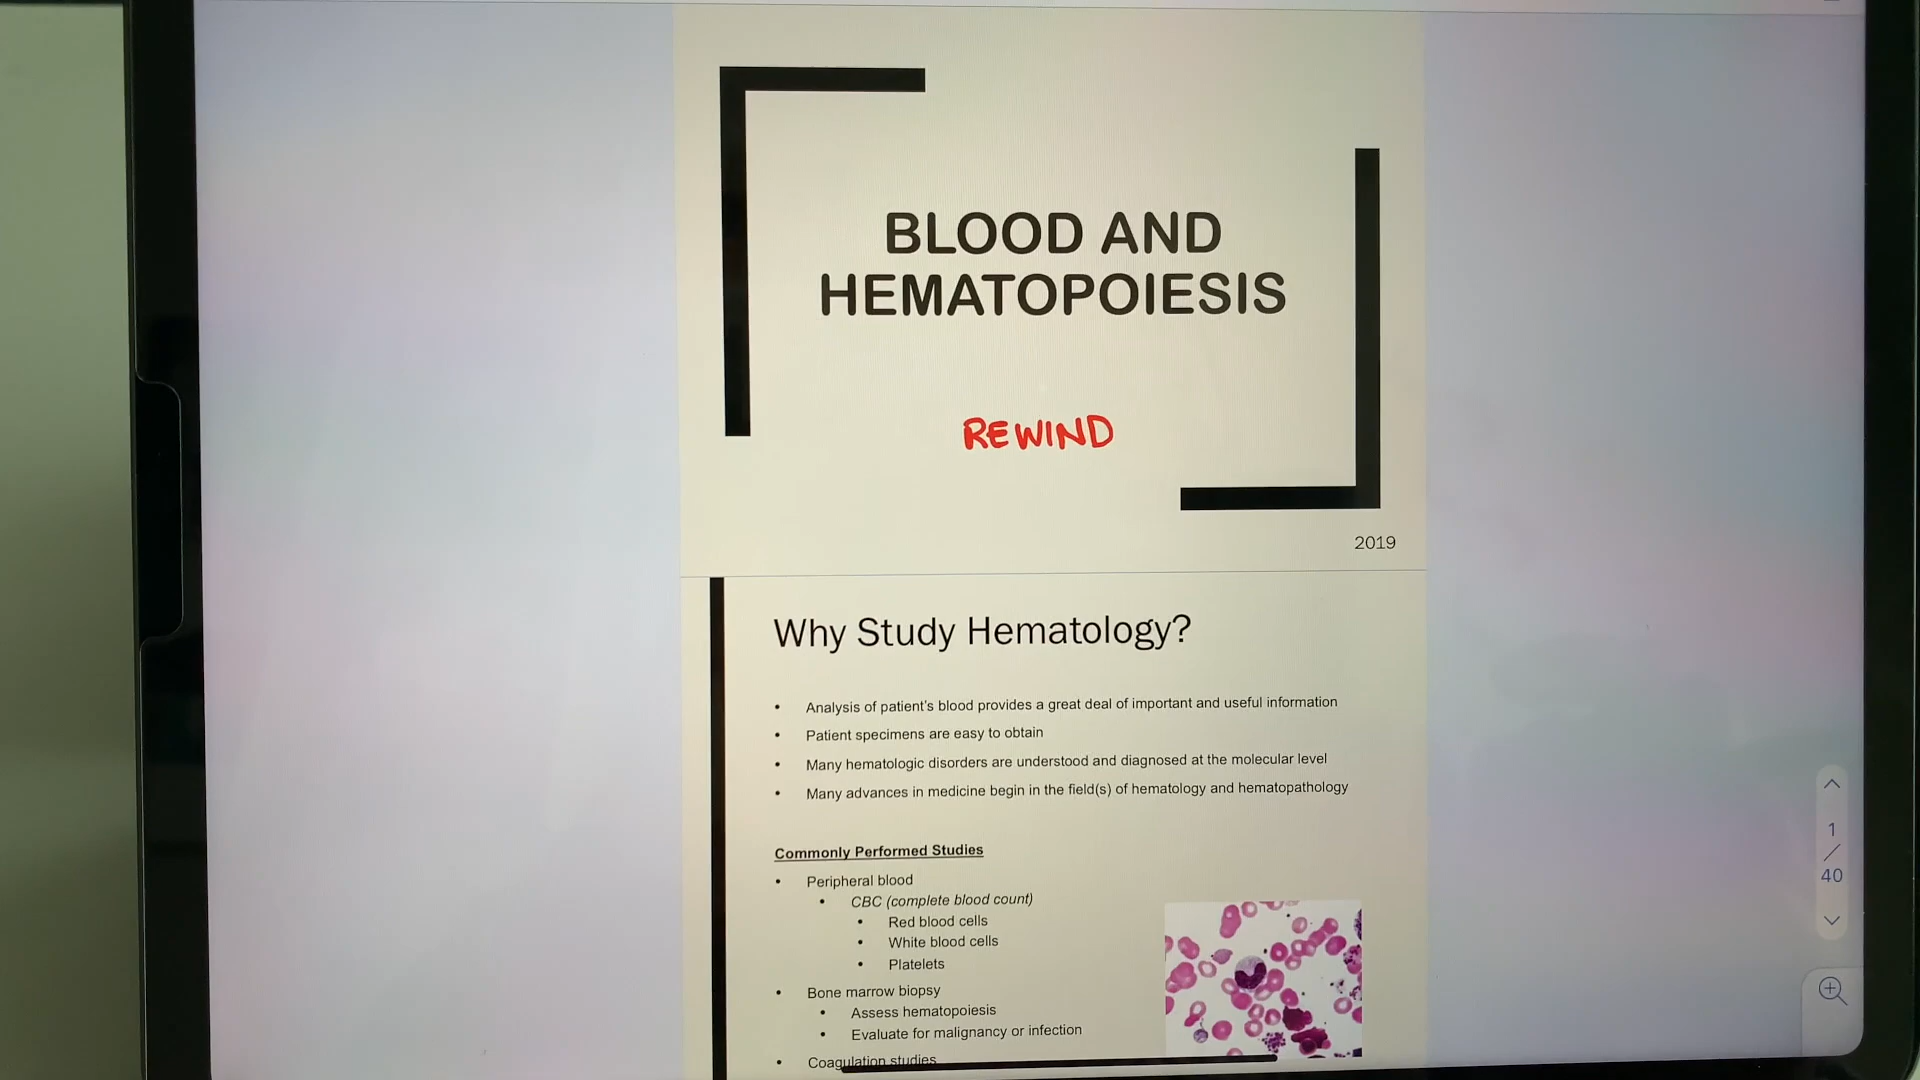 BLOOD AND
HEMATOPOIESIS
REWIND
2019
Why Study Hematology?
• Analysis of patient's blood provides a great deal of important and useful information
• Patient specimens are easy to obtain
• Many hematologic disorders are understood and diagnosed at the molecular level
• Many advances in medicine begin in the field(s) of hematology and hematopathology
Commonly Performed Studies
• Peripheral blood
• CBC (complete blood count)
• Red blood cells
• White blood cells
• Platelets
• Bone marrow biopsy
• Assess hematopoiesis
• Evaluate for malignancy or infection
• Coagulation studies
1
/
40